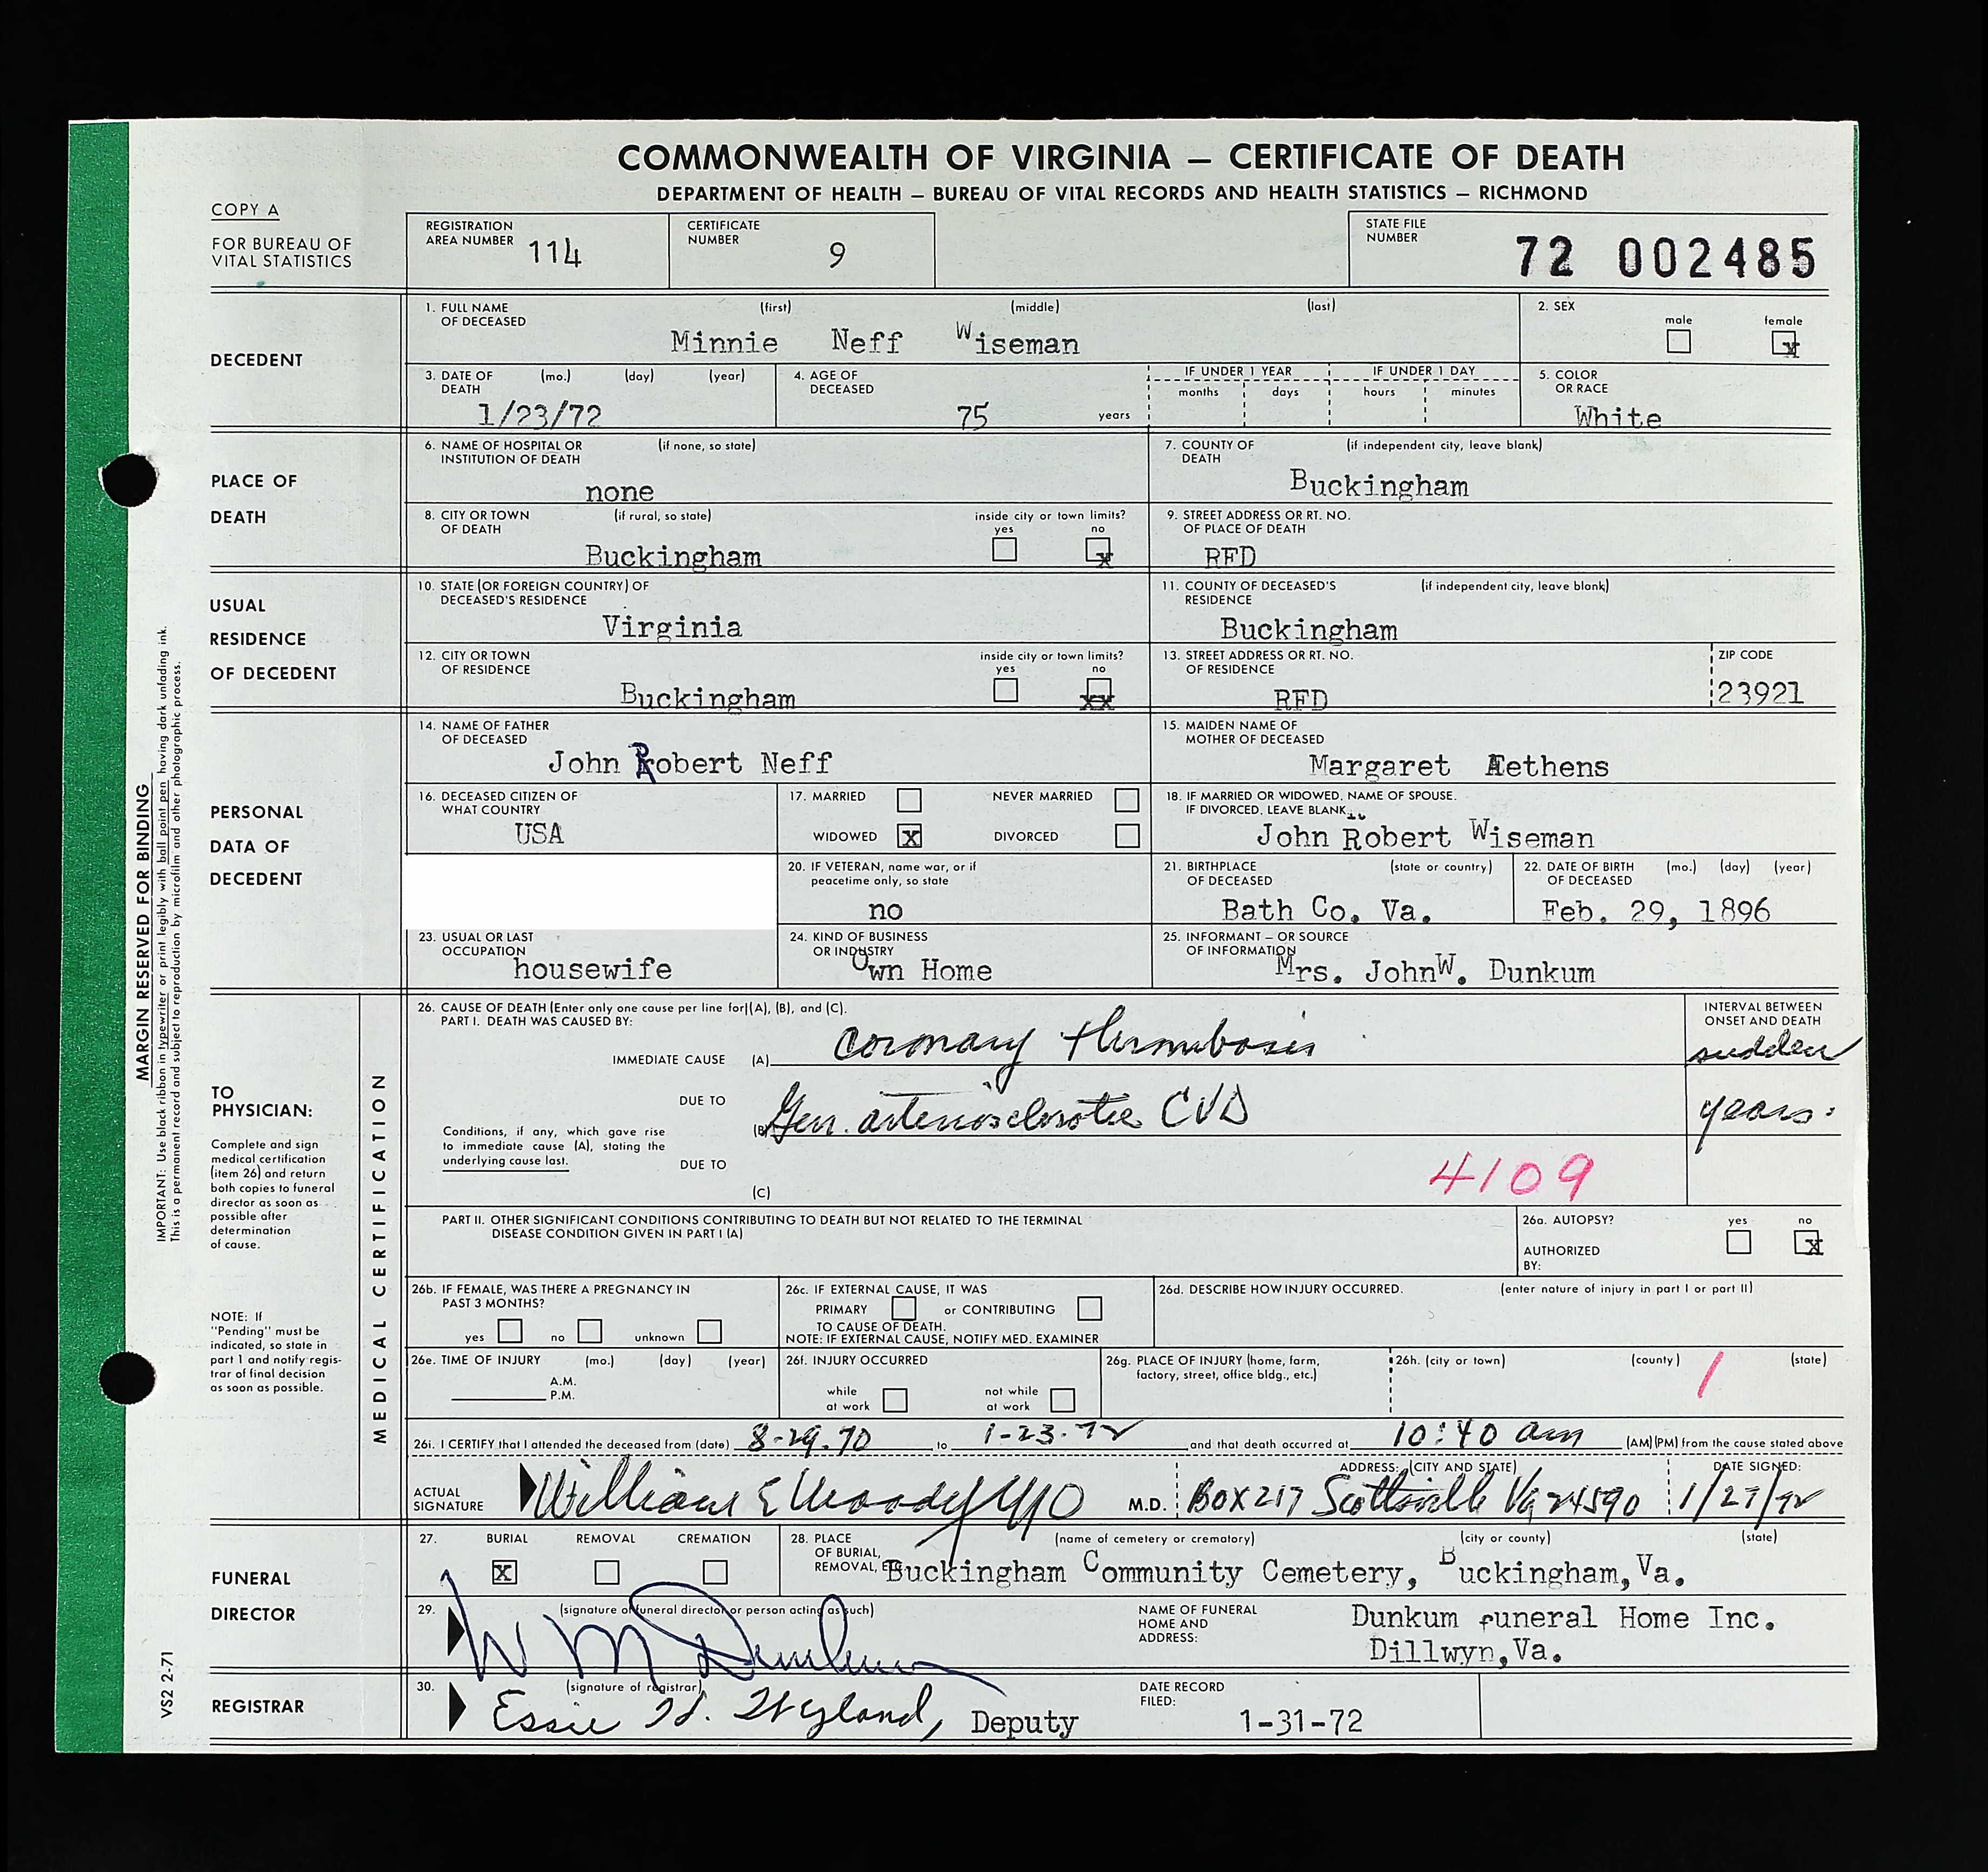 COMMONWEALTH OF VIRGINIA — CERTIFICATE OF DEATH
DEPARTMENT OF HEALTH — BUREAU OF VITAL RECORDS AND HEALTH STATISTICS — RICHMOND
COPY A
FOR BUREAU OF
VITAL STATISTICS
REGISTRATION
AREA NUMBER 114
CERTIFICATE
NUMBER 9
STATE FILE
NUMBER 72 002485
DECEDENT
1. FULL NAME OF DECEASED (first) (middle) (last)
Minnie Neff Wiseman
2. SEX
male female
x
3. DATE OF DEATH (mo.) (day) (year)
1/23/72
4. AGE OF DECEASED
75 years
IF UNDER 1 YEAR
months days
IF UNDER 1 DAY
hours minutes
5. COLOR OR RACE
White
PLACE OF
DEATH
6. NAME OF HOSPITAL OR INSTITUTION OF DEATH (if none, so state)
none
7. COUNTY OF DEATH (if independent city, leave blank)
Buckingham
8. CITY OR TOWN OF DEATH (if rural, so state)
Buckingham
inside city or town limits?
yes no
x
9. STREET ADDRESS OR RT. NO. OF PLACE OF DEATH
RFD
USUAL
RESIDENCE
OF DECEDENT
10. STATE (OR FOREIGN COUNTRY) OF DECEASED'S RESIDENCE
Virginia
11. COUNTY OF DECEASED'S RESIDENCE (if independent city, leave blank)
Buckingham
12. CITY OR TOWN OF RESIDENCE
Buckingham
inside city or town limits?
yes no
xx
13. STREET ADDRESS OR RT. NO. OF RESIDENCE
RFD
ZIP CODE
23921
PERSONAL
DATA OF
DECEDENT
14. NAME OF FATHER OF DECEASED
John Robert Neff
15. MAIDEN NAME OF MOTHER OF DECEASED
Margaret
16. DECEASED CITIZEN OF WHAT COUNTRY
USA
17. MARRIED NEVER MARRIED
WIDOWED X DIVORCED
18. IF MARRIED OR WIDOWED, NAME OF SPOUSE. IF DIVORCED, LEAVE BLANK
John Robert Wiseman
20. IF VETERAN, name war, or if peacetime only, so state
no
21. BIRTHPLACE OF DECEASED (state or country)
Bath Co. Va.
22. DATE OF BIRTH OF DECEASED (mo.) (day) (year)
Feb. 29, 1896
23. USUAL OR LAST OCCUPATION
housewife
24. KIND OF BUSINESS OR INDUSTRY
Own Home
25. INFORMANT — OR SOURCE OF INFORMATION
Mrs. John W. Dunkum
MARGIN RESERVED FOR BINDING
IMPORTANT: Use black ribbon in typewriter or print legibly with ball point pen having dark unfading ink.
This is a permanent record and subject to reproduction by microfilm and other photographic process.
TO
PHYSICIAN:
Complete and sign
medical certification
(item 26) and return
both copies to funeral
director as soon as
possible after
determination
of cause.
NOTE: If
"Pending" must be
indicated, so state in
part 1 and notify regis-
trar of final decision
as soon as possible.
MEDICAL CERTIFICATION
26. CAUSE OF DEATH (Enter only one cause per line for (A), (B), and (C).
PART I. DEATH WAS CAUSED BY:
INTERVAL BETWEEN
ONSET AND DEATH
IMMEDIATE CAUSE (A) Coronary thrombosis sudden
DUE TO
(B) Gen. arteriosclerotic CVD years.
Conditions, if any, which gave rise
to immediate cause (A), stating the
underlying cause last.
DUE TO
(C)
4109
PART II. OTHER SIGNIFICANT CONDITIONS CONTRIBUTING TO DEATH BUT NOT RELATED TO THE TERMINAL
DISEASE CONDITION GIVEN IN PART I (A)
26a. AUTOPSY? yes no
X
AUTHORIZED
BY:
26b. IF FEMALE, WAS THERE A PREGNANCY IN
PAST 3 MONTHS?
yes no unknown
26c. IF EXTERNAL CAUSE, IT WAS
PRIMARY or CONTRIBUTING
TO CAUSE OF DEATH.
NOTE: IF EXTERNAL CAUSE, NOTIFY MED. EXAMINER
26d. DESCRIBE HOW INJURY OCCURRED. (enter nature of injury in part I or part II)
26e. TIME OF INJURY (mo.) (day) (year)
A.M.
P.M.
26f. INJURY OCCURRED
while at work not while at work
26g. PLACE OF INJURY (home, farm,
factory, street, office bldg., etc.)
26h. (city or town) (county) (state)
1
26i. I CERTIFY that I attended the deceased from (date) 8-29-70 to 1-23-72 and that death occurred at 10:40 am (AM) (PM) from the cause stated above
ACTUAL
SIGNATURE
William E Moody MD M.D.
ADDRESS: (CITY AND STATE)
BOX 217 Scottsville Va 24590
DATE SIGNED:
1/27/72
FUNERAL
DIRECTOR
27. BURIAL REMOVAL CREMATION
X
28. PLACE OF BURIAL, REMOVAL, ETC. (name of cemetery or crematory) (city or county) (state)
Buckingham Community Cemetery, Buckingham, Va.
29. (signature of funeral director or person acting as such)
W M Dunkum
NAME OF FUNERAL
HOME AND
ADDRESS:
Dunkum Funeral Home Inc.
Dillwyn, Va.
REGISTRAR
30. (signature of registrar)
Essie Deputy
DATE RECORD
FILED:
1-31-72
VS2 2-71